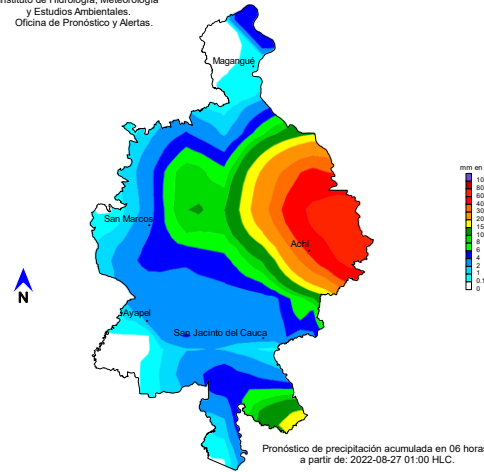 Instituto de Hidrología, Meteorología
y Estudios Ambientales.
Oficina de Pronóstico y Alertas.
Magangué
San Marcos
Achí
Ayapel
San Jacinto del Cauca
N
mm en
10
80
60
40
30
20
15
10
8
6
4
2
1
0.1
0
Pronóstico de precipitación acumulada en 06 horas
a partir de: 2022-08-27 01:00 HLC.